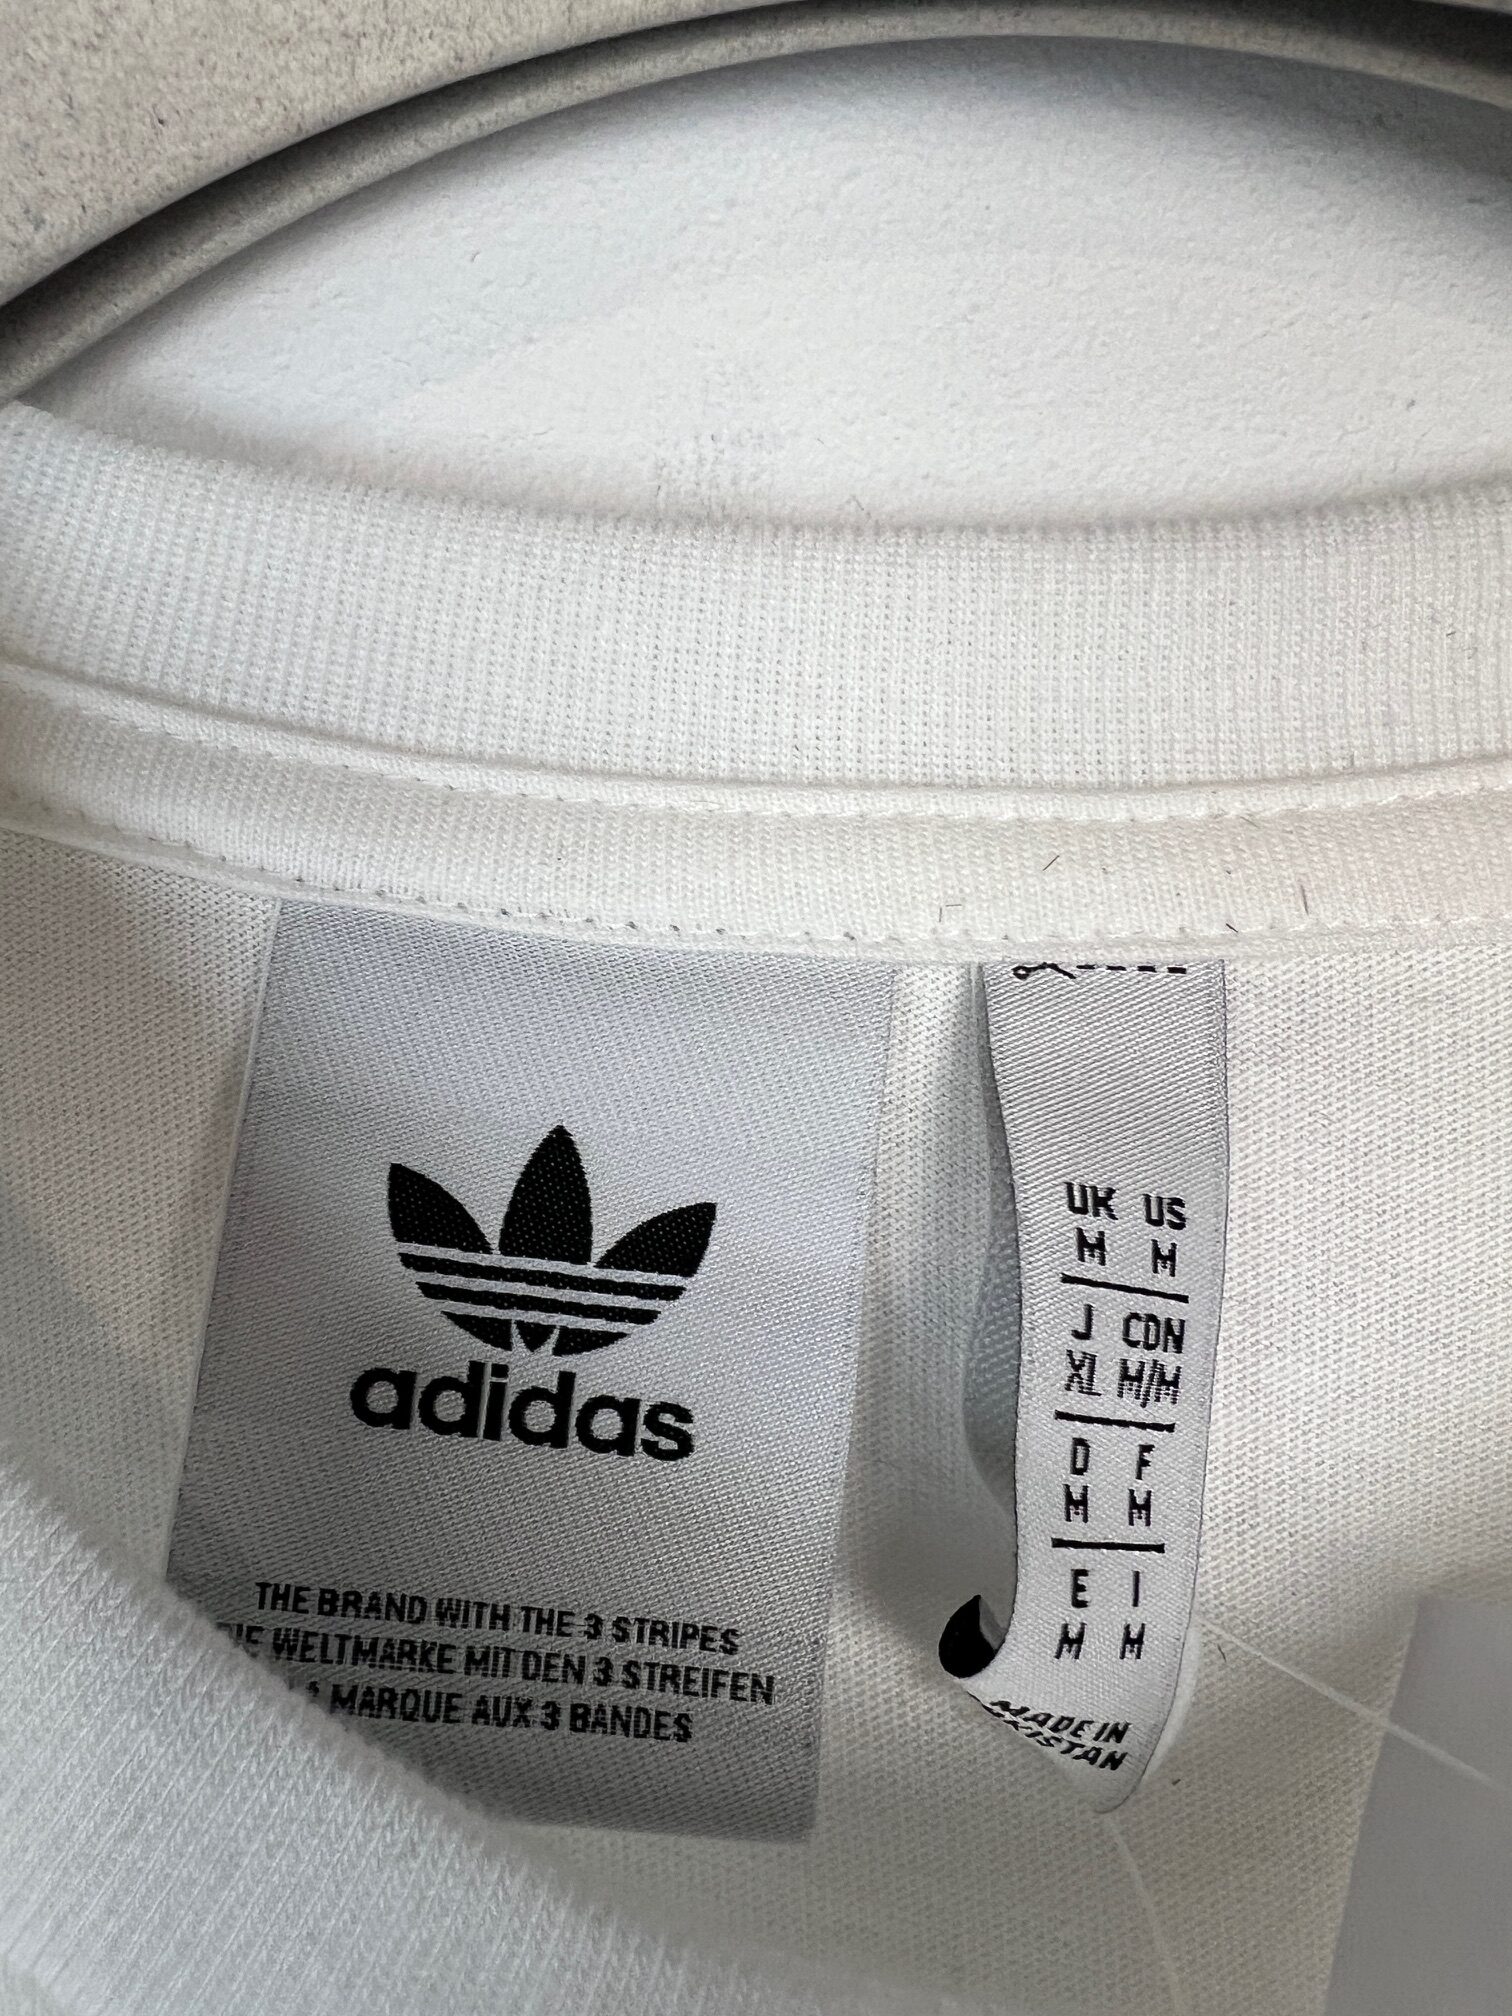 adidas
THE BRAND WITH THE 3 STRIPES
WELTMARKE MIT DEN 3 STREIFEN
MARQUE AUX 3 BANDES
UK US
M M
J CDN
XL M/M
D F
M M
E I
M M
MADE IN